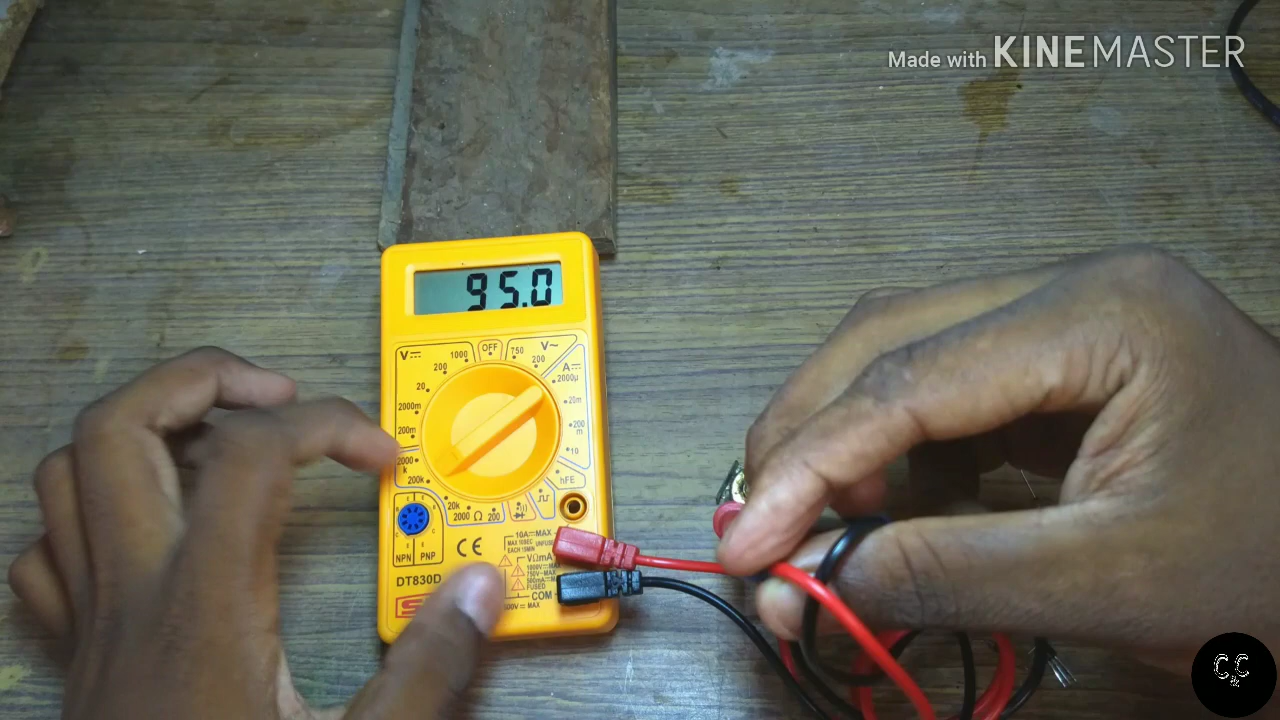 Made with KINEMASTER
95.0
OFF
V⎓
1000
200
20
2000m
200m
2000
k
200k
20k
2000 Ω 200
750 V~
200
A⎓
2000µ
20m
200
m
10
hFE
NPN PNP
CE
DT830D
10A⎓MAX
VΩmA
COM
CC